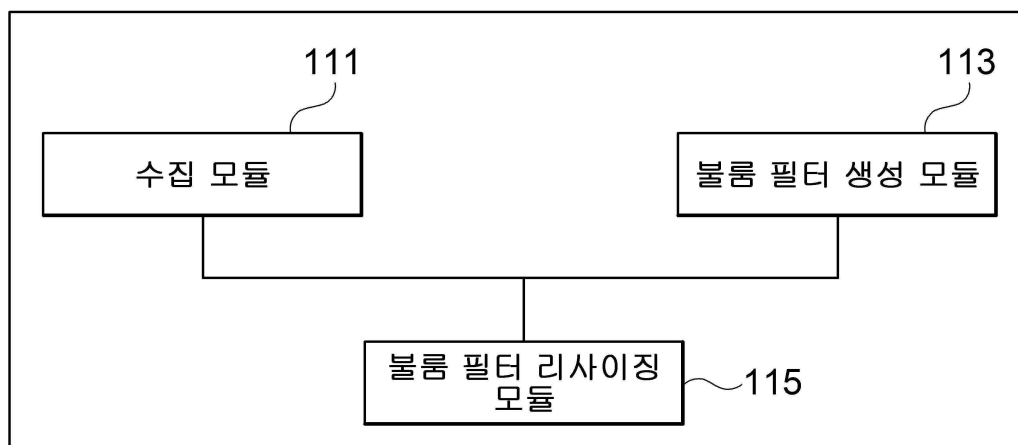 111
113
수집 모듈
불룸 필터 생성 모듈
불룸 필터 리사이징
모듈
115